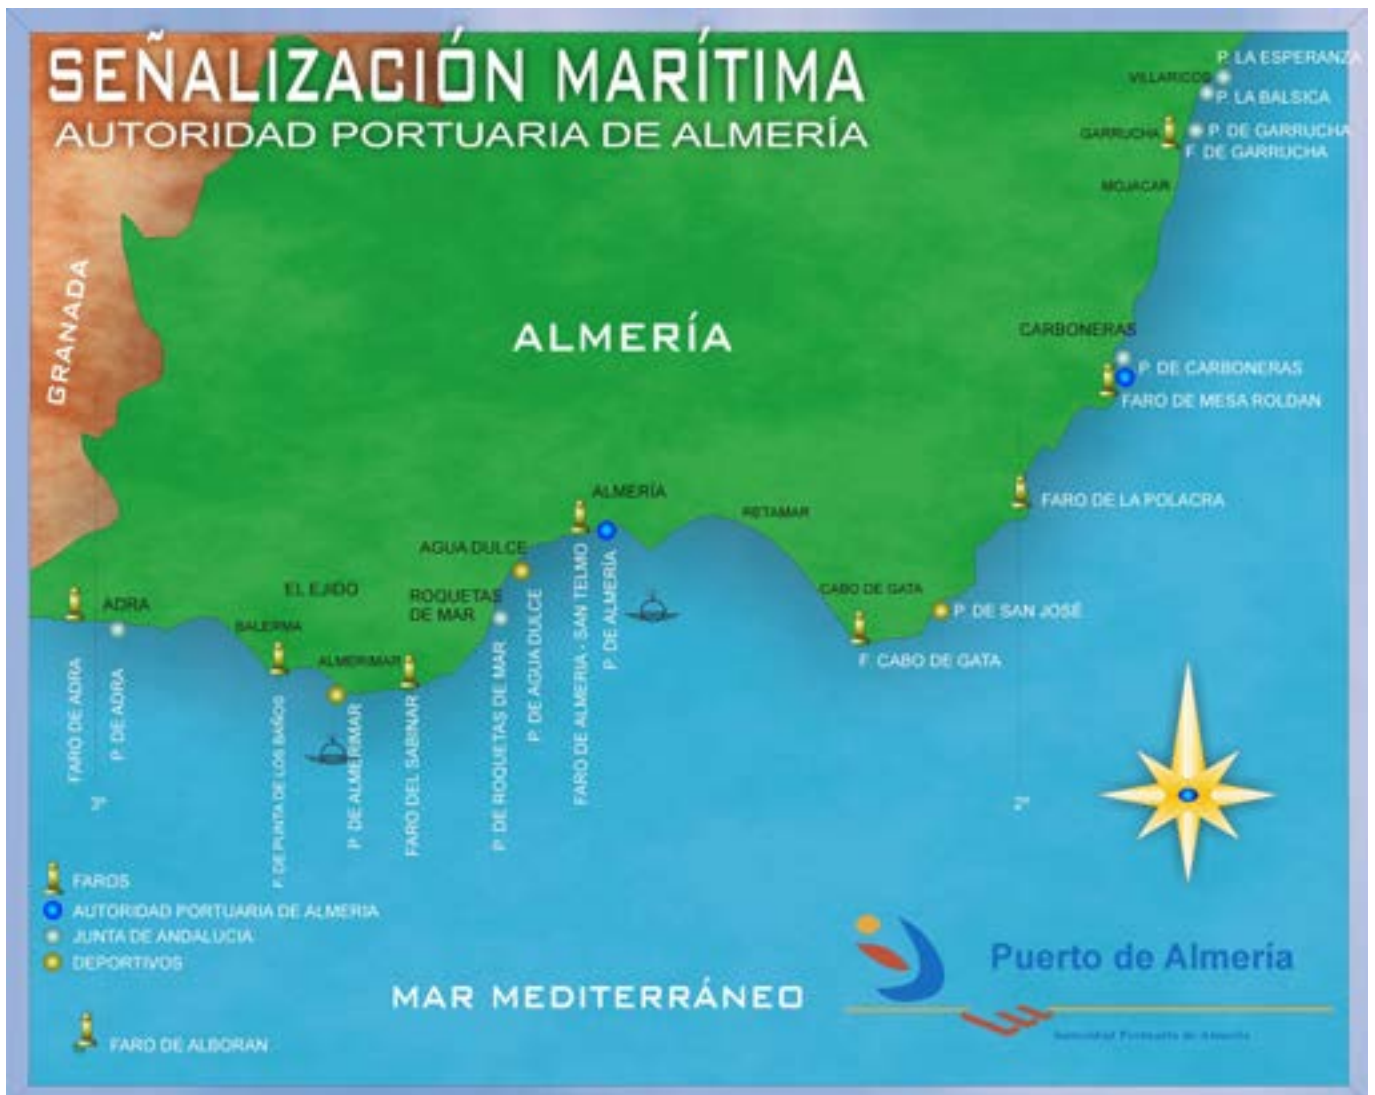 SEÑALIZACIÓN MARÍTIMA
AUTORIDAD PORTUARIA DE ALMERÍA
P. LA ESPERANZA
VILLARICOS
P. LA BALSICA
GARRUCHA
P. DE GARRUCHA
F. DE GARRUCHA
MOJACAR
GRANADA
ALMERÍA
CARBONERAS
P. DE CARBONERAS
FARO DE MESA ROLDAN
ALMERÍA
RETAMAR
FARO DE LA POLACRA
AGUA DULCE
EL EJIDO
ROQUETAS
DE MAR
CABO DE GATA
ADRA
P. DE SAN JOSÉ
BALERMA
ALMERIMAR
F. CABO DE GATA
FARO DE ADRA
P. DE ADRA
F. DE PUNTA DE LOS BAÑOS
P. DE ALMERIMAR
FARO DEL SABINAR
P. DE ROQUETAS DE MAR
P. DE AGUA DULCE
FARO DE ALMERIA - SAN TELMO
P. DE ALMERÍA
3º
2º
FAROS
AUTORIDAD PORTUARIA DE ALMERIA
JUNTA DE ANDALUCIA
DEPORTIVOS
MAR MEDITERRÁNEO
FARO DE ALBORAN
Puerto de Almería
Autoridad Portuaria de Almería